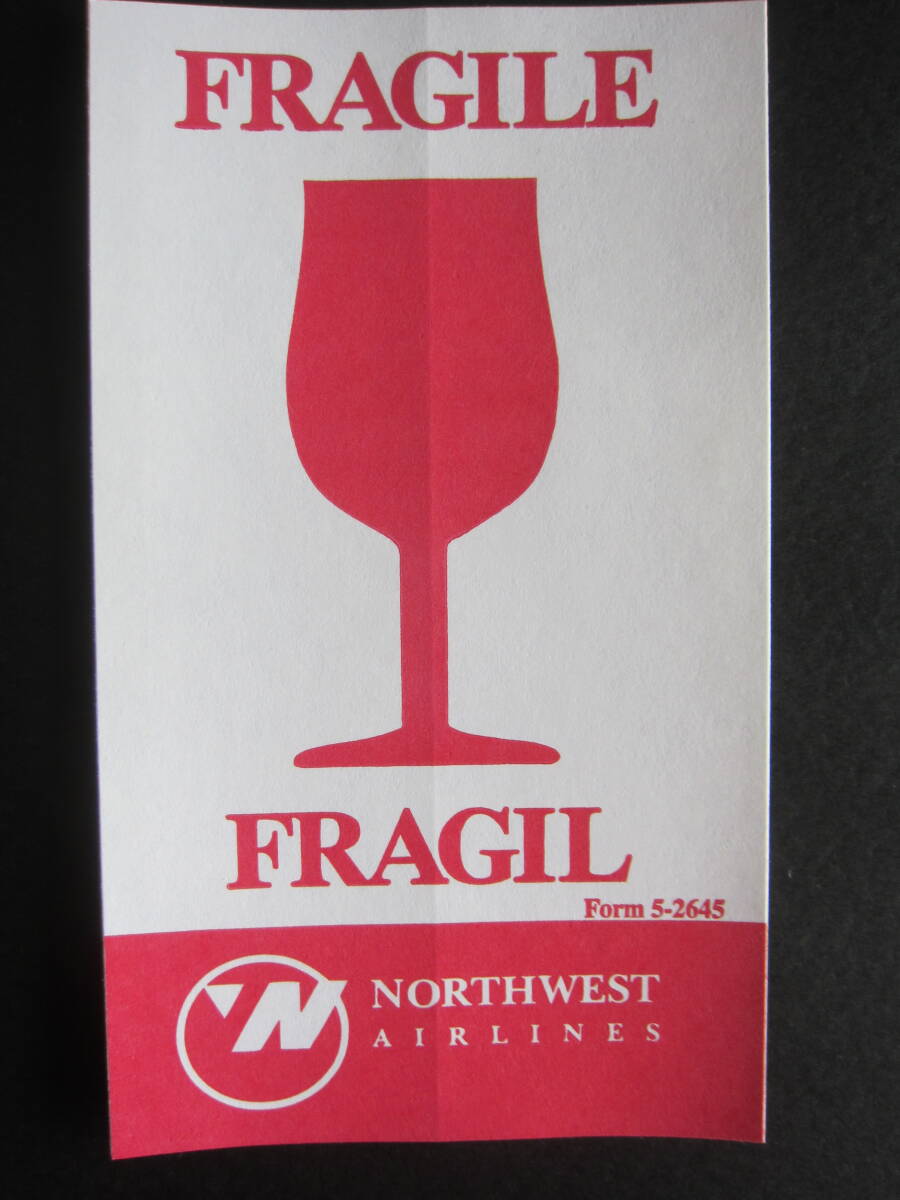 FRAGILE
FRAGIL
Form 5-2645
NORTHWEST
AIRLINES